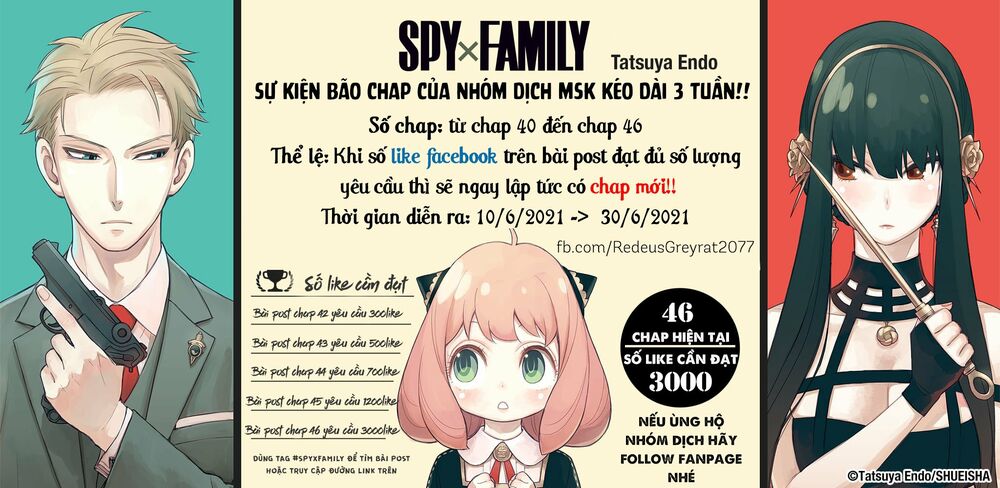 SPY×FAMILY Tatsuya Endo
SỰ KIỆN BÃO CHAP CỦA NHÓM DỊCH MSK KÉO DÀI 3 TUẦN!!
Số chap: từ chap 40 đến chap 46
Thể lệ: Khi số like facebook trên bài post đạt đủ số lượng
yêu cầu thì sẽ ngay lập tức có chap mới!!
Thời gian diễn ra: 10/6/2021 -> 30/6/2021
fb.com/RedeusGreyrat2077
Số like cần đạt
Bài post chap 42 yêu cầu 300like
Bài post chap 43 yêu cầu 500like
Bài post chap 44 yêu cầu 700like
Bài post chap 45 yêu cầu 1200like
Bài post chap 46 yêu cầu 3000like
DÙNG TAG #SPYXFAMILY ĐỂ TÌM BÀI POST
HOẶC TRUY CẬP ĐƯỜNG LINK TRÊN
46
CHAP HIỆN TẠI
SỐ LIKE CẦN ĐẠT
3000
NẾU ỦNG HỘ
NHÓM DỊCH HÃY
FOLLOW FANPAGE
NHÉ
©Tatsuya Endo/SHUEISHA